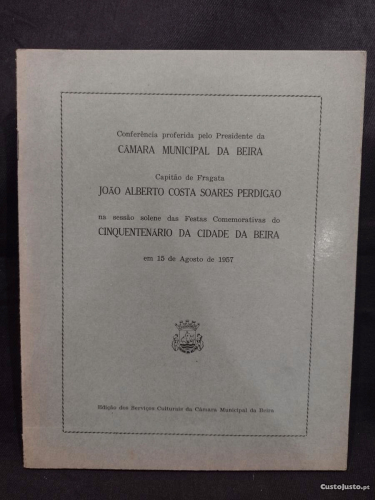 Conferência proferida pelo Presidente da
CÂMARA MUNICIPAL DA BEIRA
Capitão de Fragata
JOÃO ALBERTO COSTA SOARES PERDIGÃO
na sessão solene das Festas Comemorativas do
CINQUENTENÁRIO DA CIDADE DA BEIRA
em 15 de Agosto de 1957
Edição dos Serviços Culturais da Câmara Municipal da Beira
CustoJusto.pt